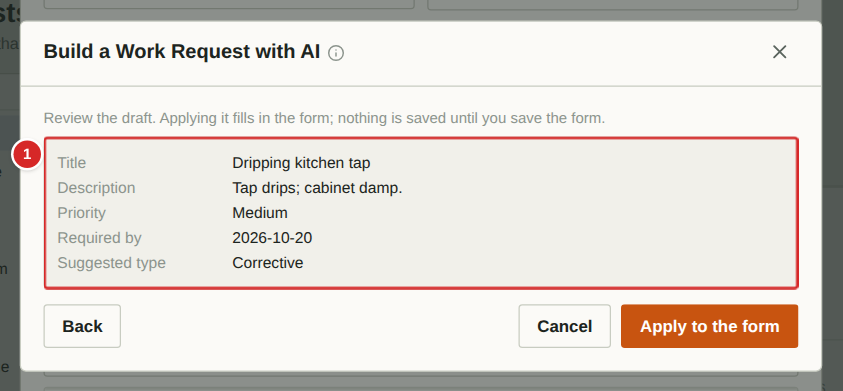 Build a Work Request with AI
Review the draft. Applying it fills in the form; nothing is saved until you save the form.
1
Title Dripping kitchen tap
Description Tap drips; cabinet damp.
Priority Medium
Required by 2026-10-20
Suggested type Corrective
Back Cancel Apply to the form